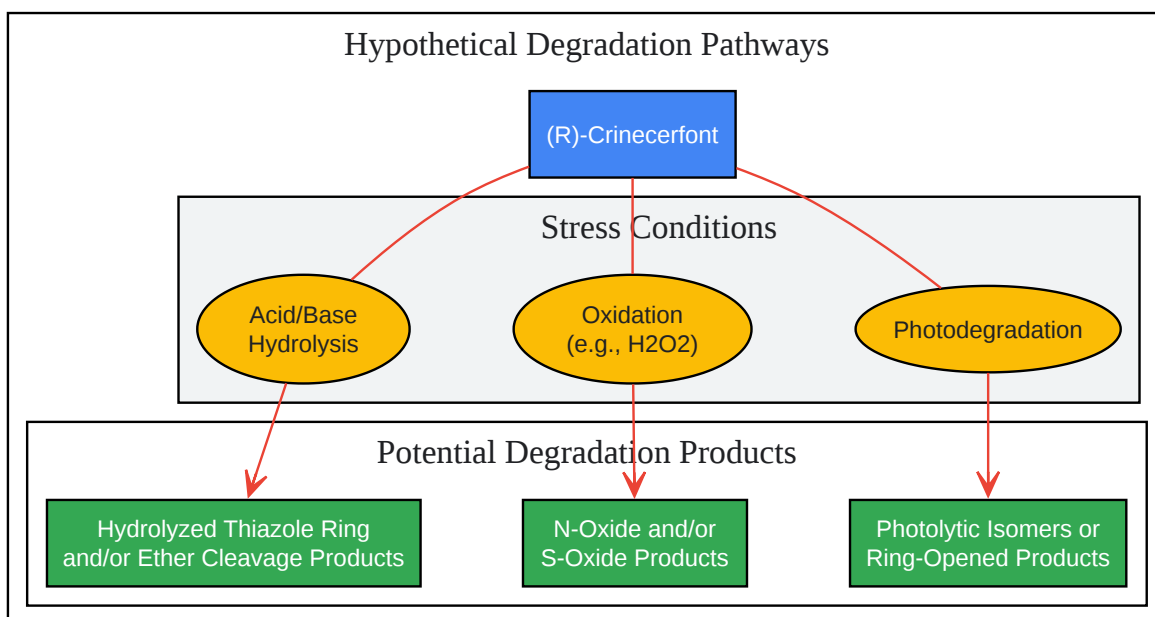 Hypothetical Degradation Pathways
(R)-Crinecerfont
Stress Conditions
Acid/Base
Hydrolysis
Oxidation
(e.g., H2O2)
Photodegradation
Potential Degradation Products
Hydrolyzed Thiazole Ring
and/or Ether Cleavage Products
N-Oxide and/or
S-Oxide Products
Photolytic Isomers or
Ring-Opened Products